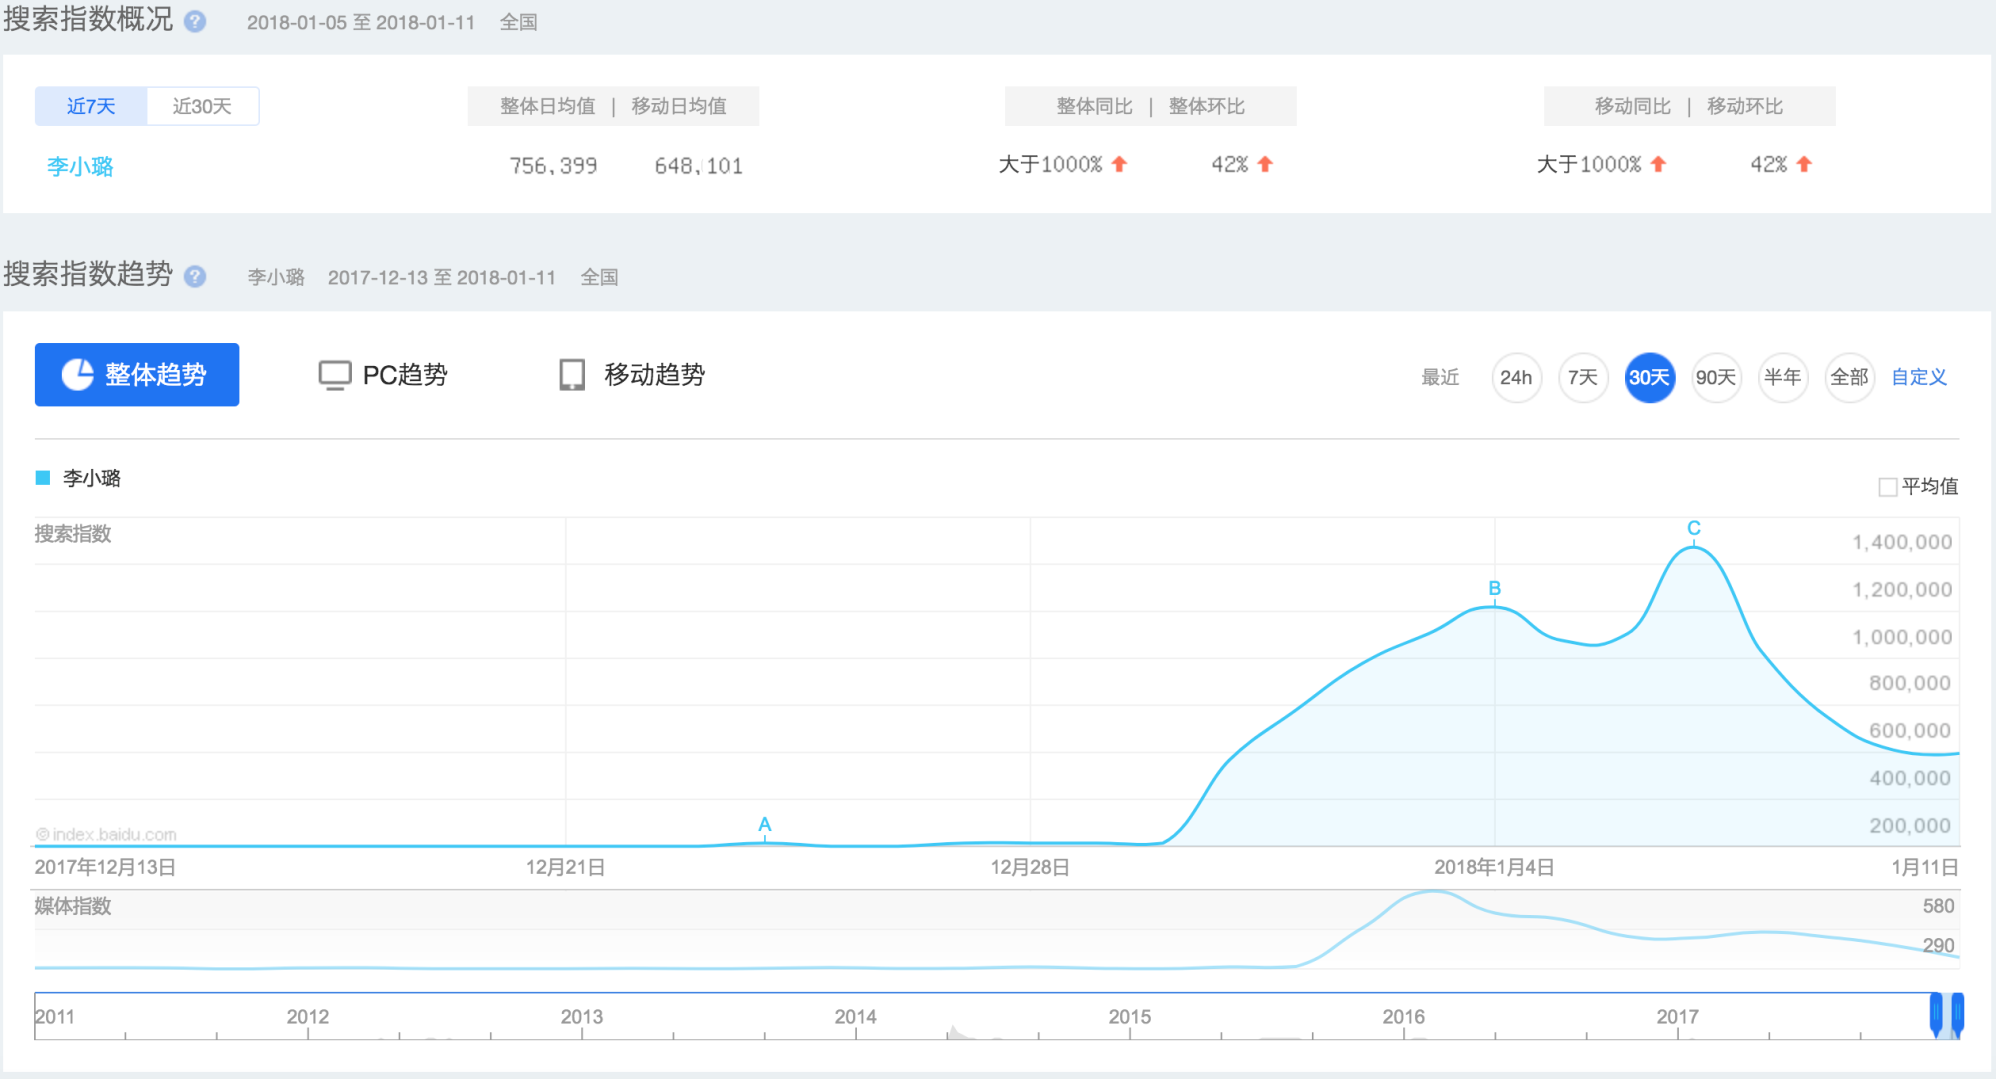 搜索指数概况 ? 2018-01-05 至 2018-01-11 全国
近7天 近30天 整体日均值 | 移动日均值 整体同比 | 整体环比 移动同比 | 移动环比
李小璐 756,399 648,101 大于1000% 42% 大于1000% 42%
搜索指数趋势 ? 李小璐 2017-12-13 至 2018-01-11 全国
整体趋势 PC趋势 移动趋势 最近 24h 7天 30天 90天 半年 全部 自定义
李小璐
平均值
搜索指数
C
1,400,000
B
1,200,000
1,000,000
800,000
600,000
400,000
A
200,000
©index.baidu.com
2017年12月13日 12月21日 12月28日 2018年1月4日 1月11日
媒体指数 580
290
2011 2012 2013 2014 2015 2016 2017